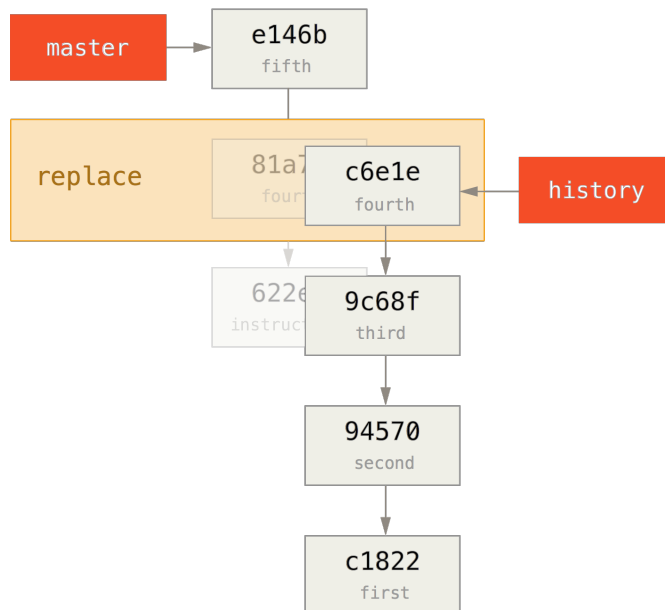 master
e146b
fifth
replace
c6e1e
fourth
history
9c68f
third
94570
second
c1822
first